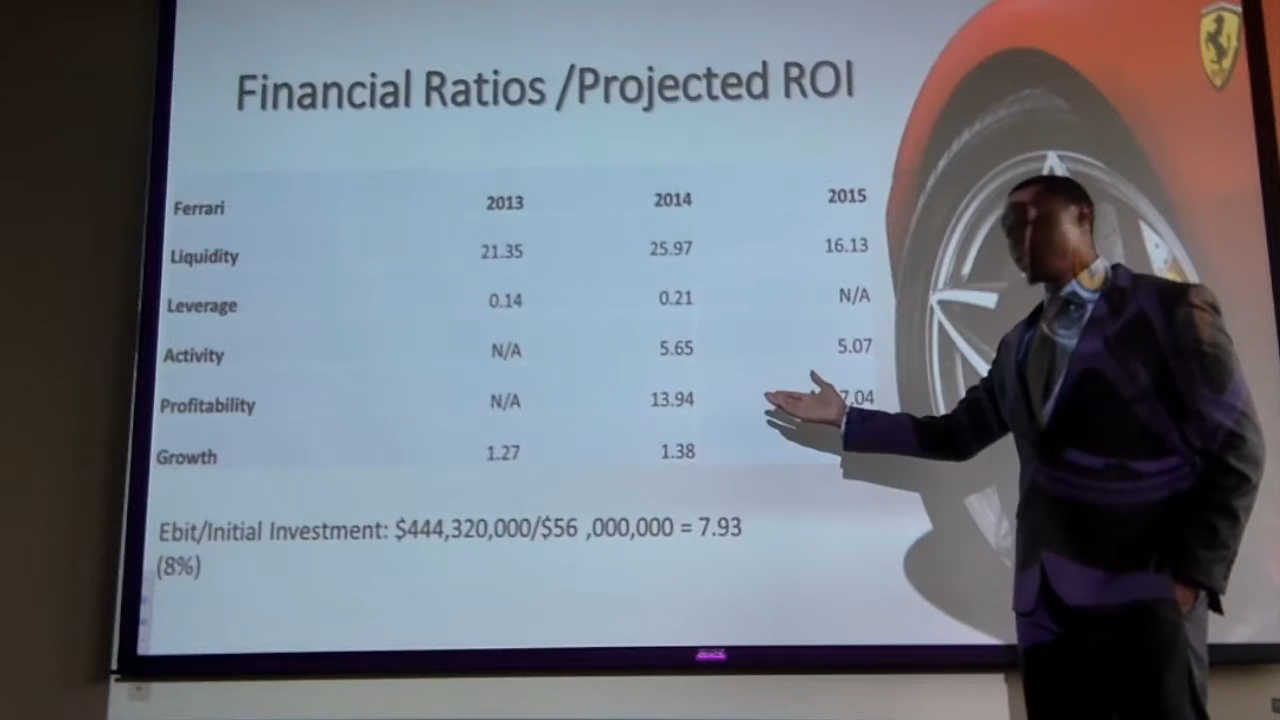 Financial Ratios /Projected ROI
Ferrari 2013 2014 2015
Liquidity 21.35 25.97 16.13
Leverage 0.14 0.21 N/A
Activity N/A 5.65 5.07
Profitability N/A 13.94 7.04
Growth 1.27 1.38
Ebit/Initial Investment: $444,320,000/$56 ,000,000 = 7.93
(8%)